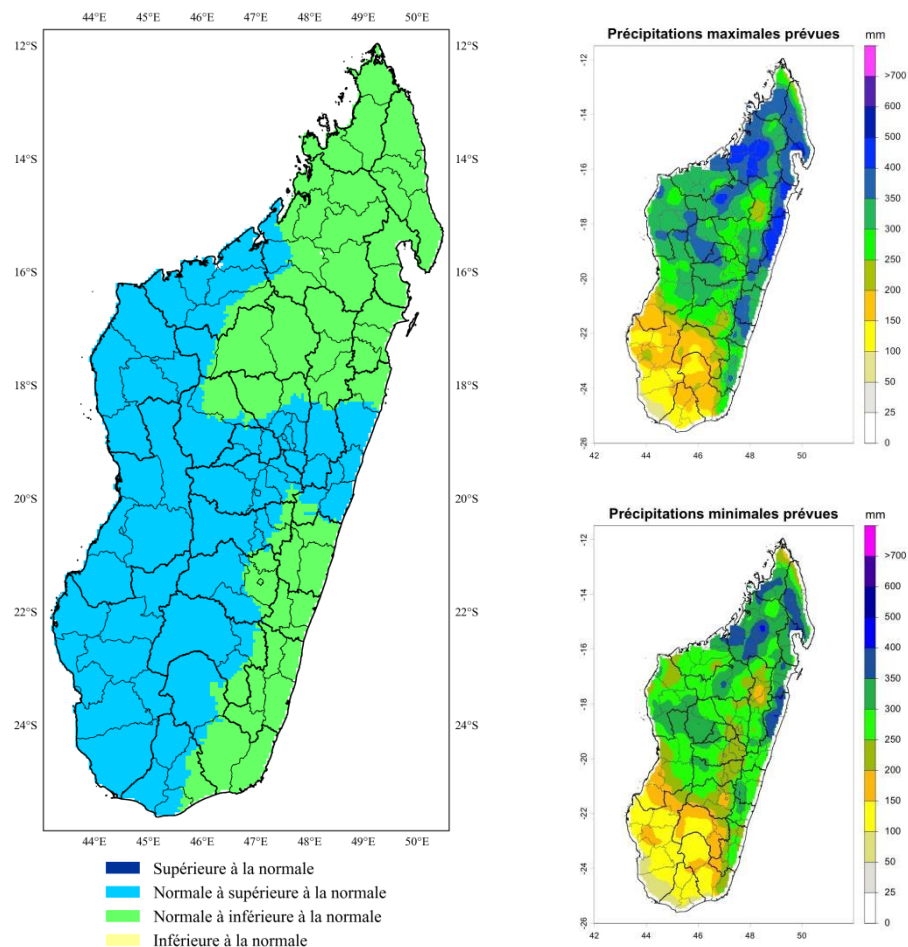 44°E 45°E 46°E 47°E 48°E 49°E 50°E
12°S 12°S
14°S 14°S
16°S 16°S
18°S 18°S
20°S 20°S
22°S 22°S
24°S 24°S
44°E 45°E 46°E 47°E 48°E 49°E 50°E
Supérieure à la normale
Normale à supérieure à la normale
Normale à inférieure à la normale
Inférieure à la normale
Précipitations maximales prévues
mm
-12
-14
-16
-18
-20
-22
-24
-26
42 44 46 48 50
>700
600
500
400
350
300
250
200
150
100
50
25
0
Précipitations minimales prévues
mm
-12
-14
-16
-18
-20
-22
-24
-26
42 44 46 48 50
>700
600
500
400
350
300
250
200
150
100
50
25
0